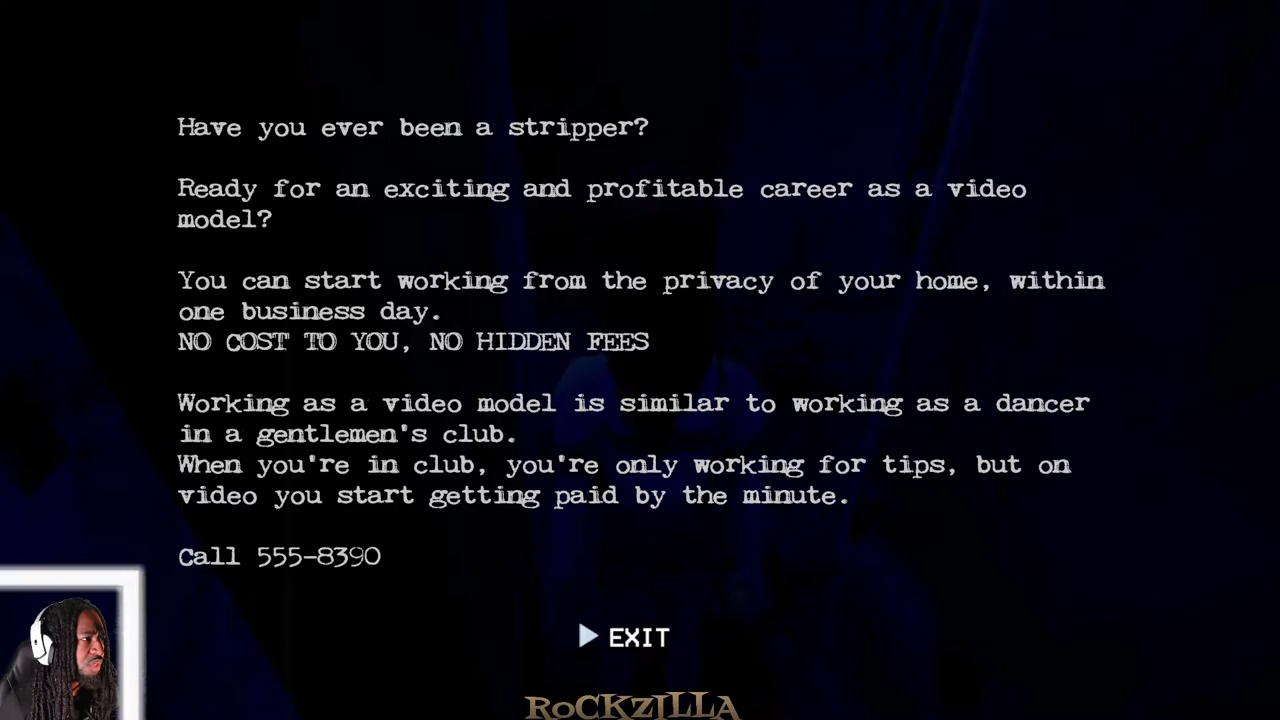 Have you ever been a stripper?
Ready for an exciting and profitable career as a video
model?
You can start working from the privacy of your home, within
one business day.
NO COST TO YOU, NO HIDDEN FEES
Working as a video model is similar to working as a dancer
in a gentlemen's club.
When you're in club, you're only working for tips, but on
video you start getting paid by the minute.
Call 555-8390
EXIT
ROCKZILLA